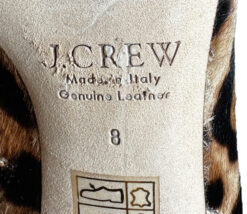 J.CREW
Made in Italy
Genuine Leather
8